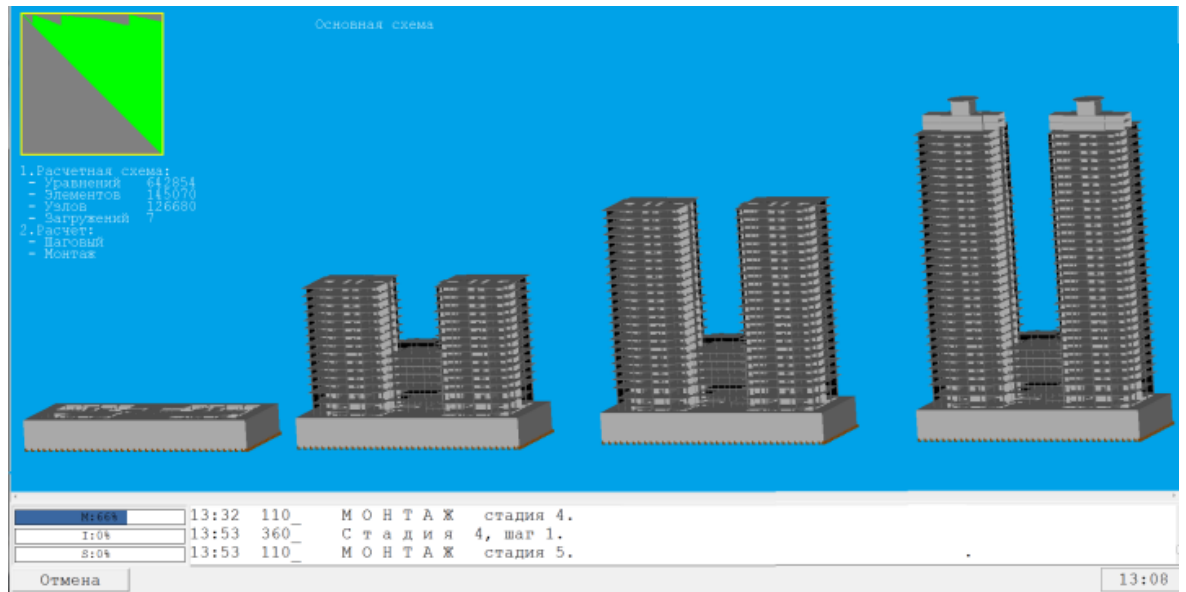 Основная схема
1.Расчетная схема:
- Уравнений 642854
- Элементов 145070
- Узлов 126680
- Загружений 7
2.Расчет:
- Шаговый
- Монтаж
M:66%
I:0%
S:0%
13:32 110_ М О Н Т А Ж стадия 4.
13:53 360_ С т а д и я 4, шаг 1.
13:53 110_ М О Н Т А Ж стадия 5.
Отмена
13:08